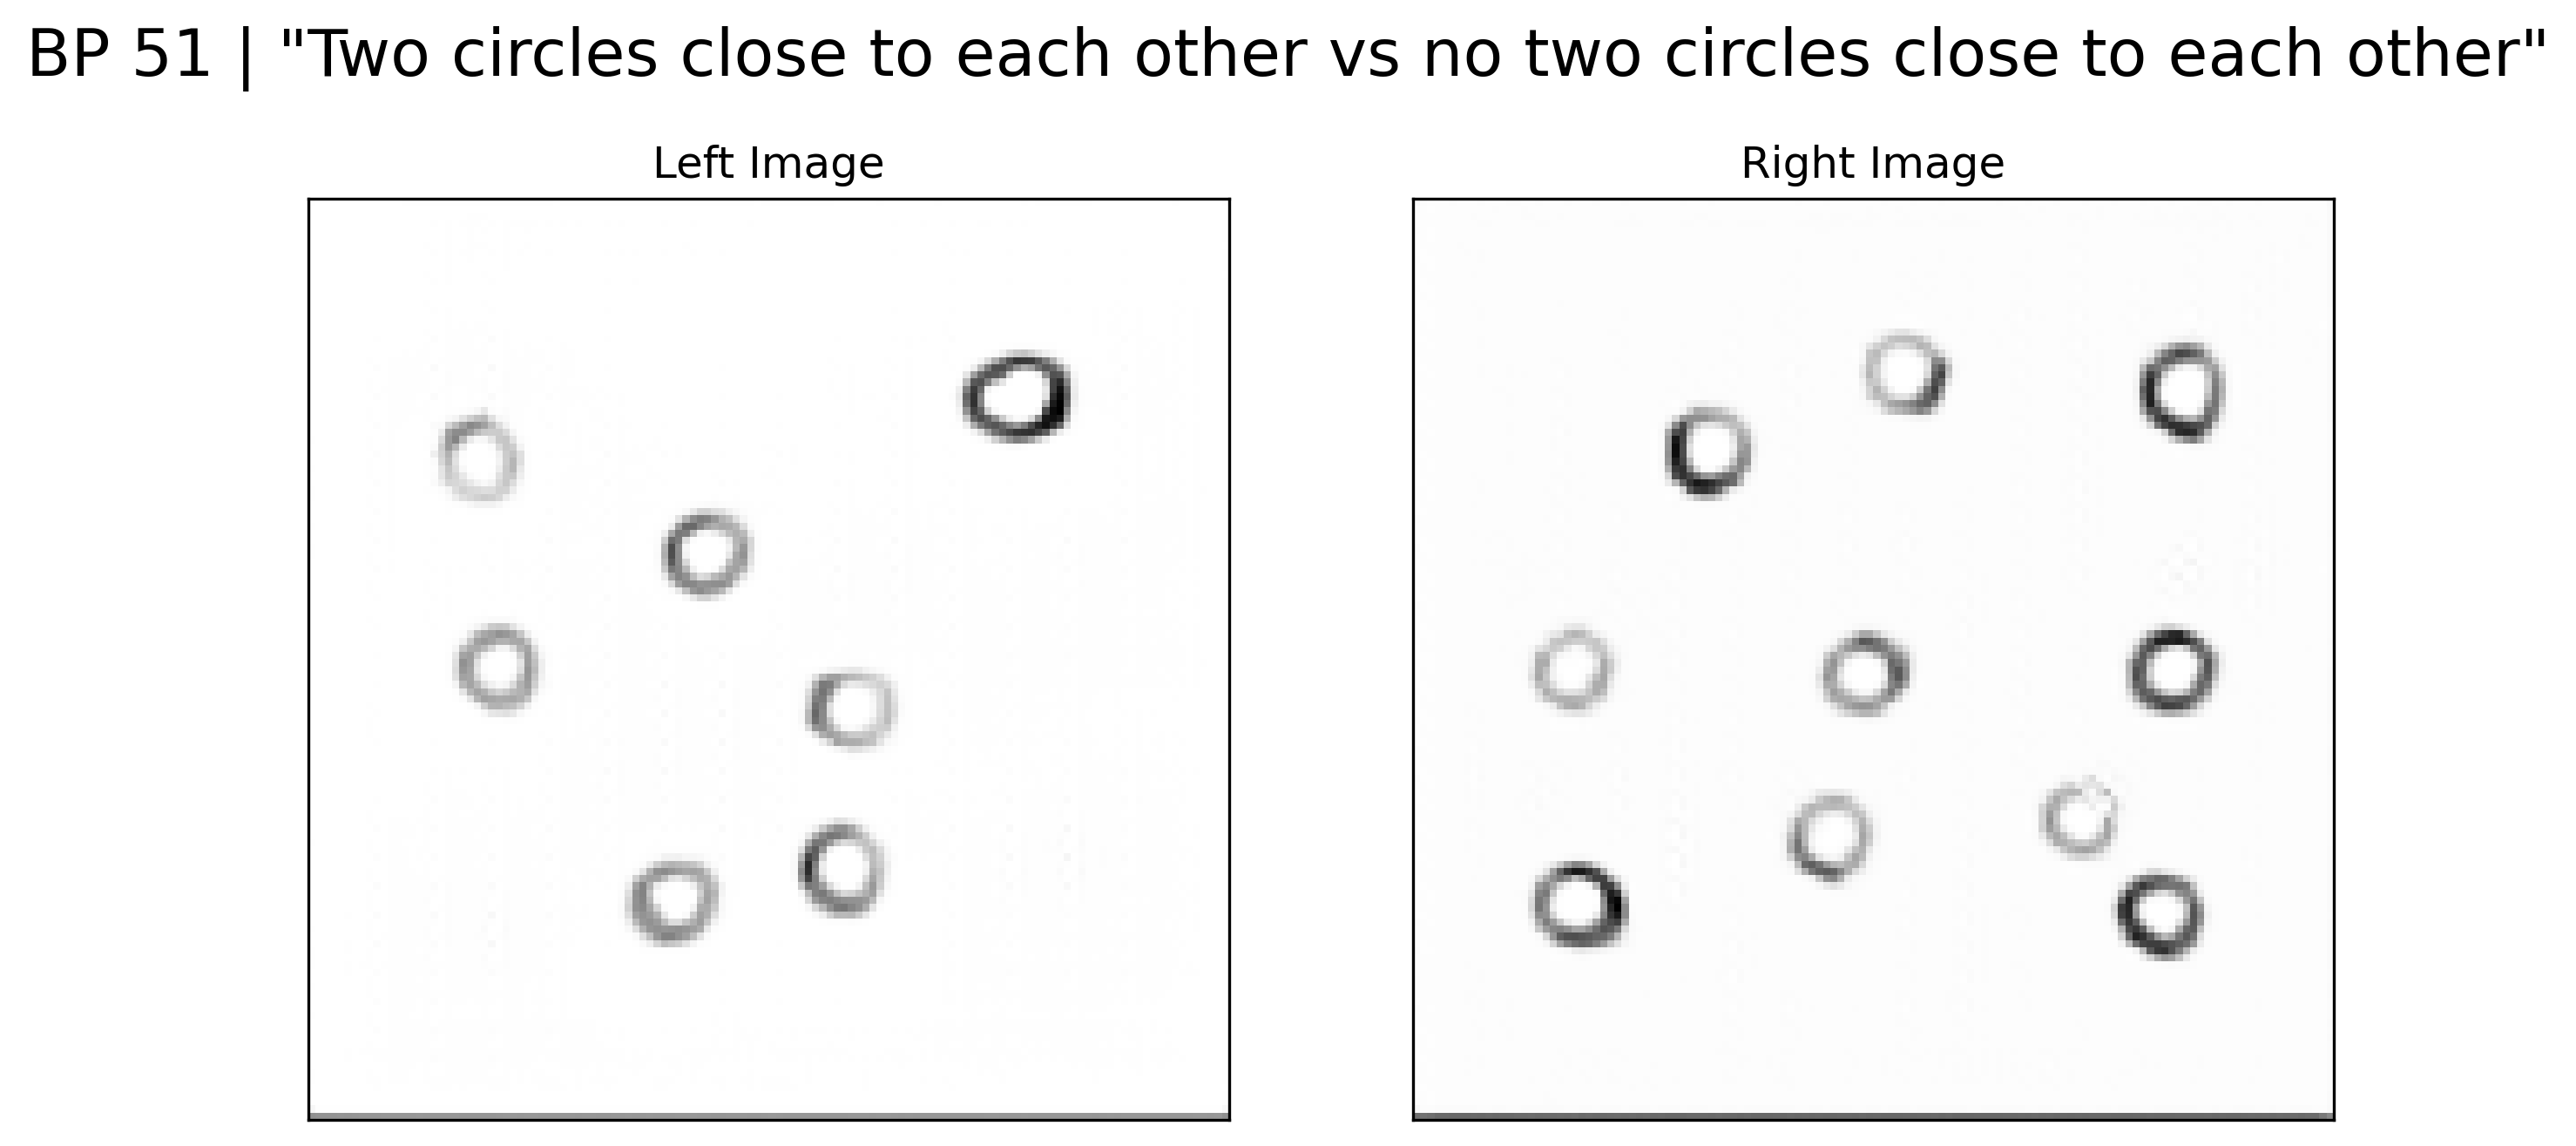 BP 51 | "Two circles close to each other vs no two circles close to each other"
Left Image
Right Image